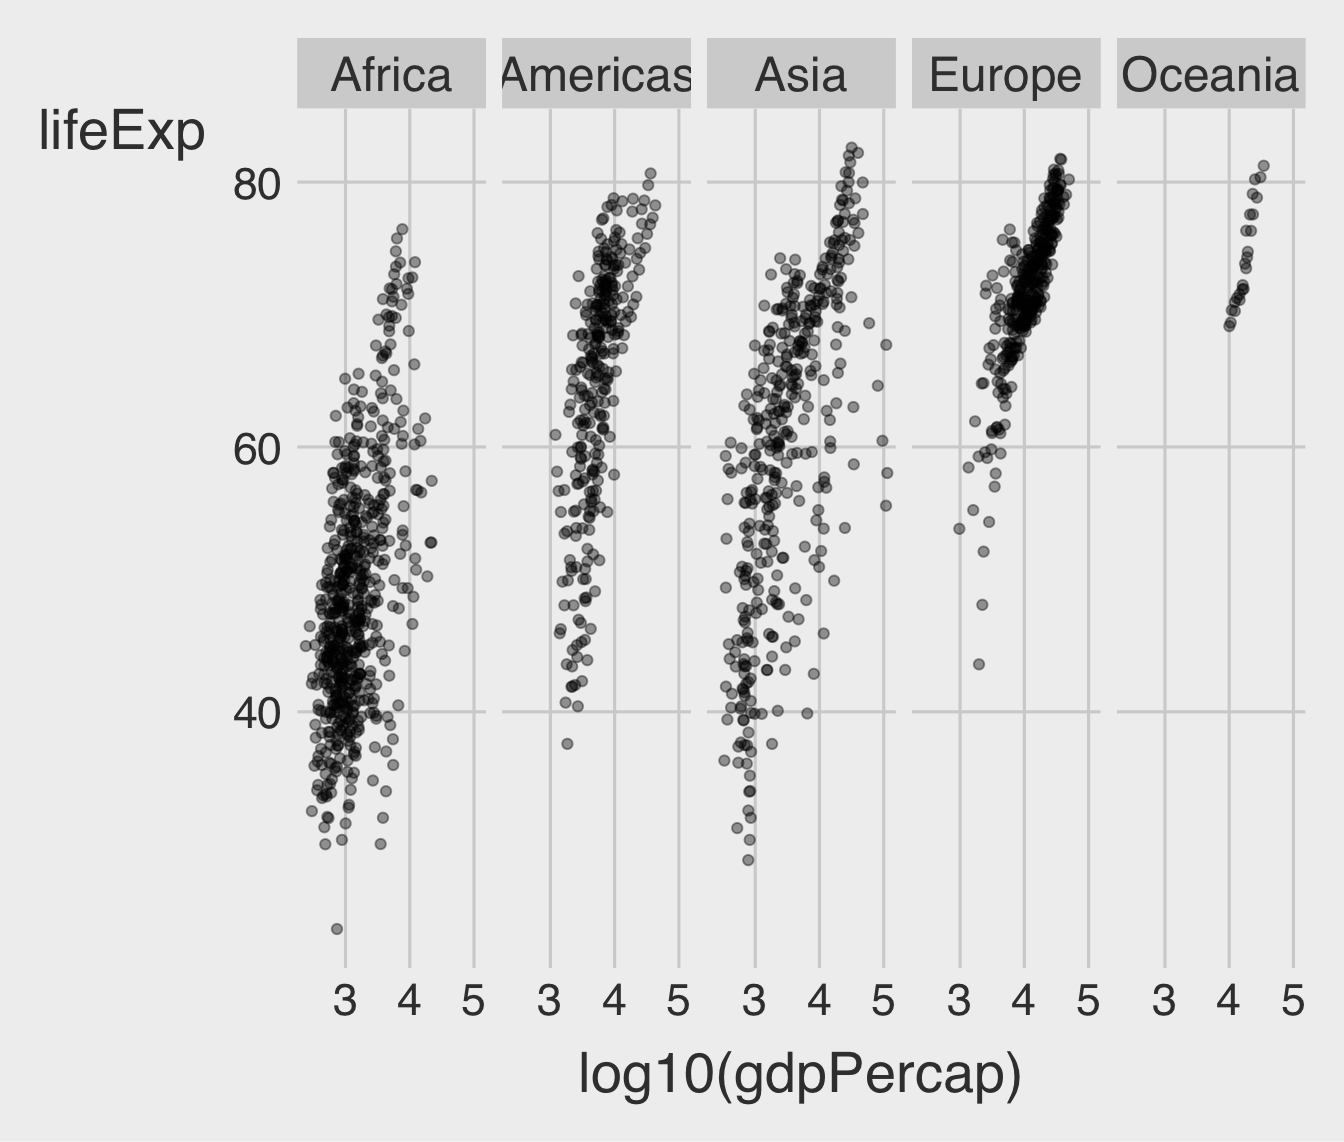 Africa Americas Asia Europe Oceania
lifeExp
80
60
40
3 4 5 3 4 5 3 4 5 3 4 5 3 4 5
log10(gdpPercap)